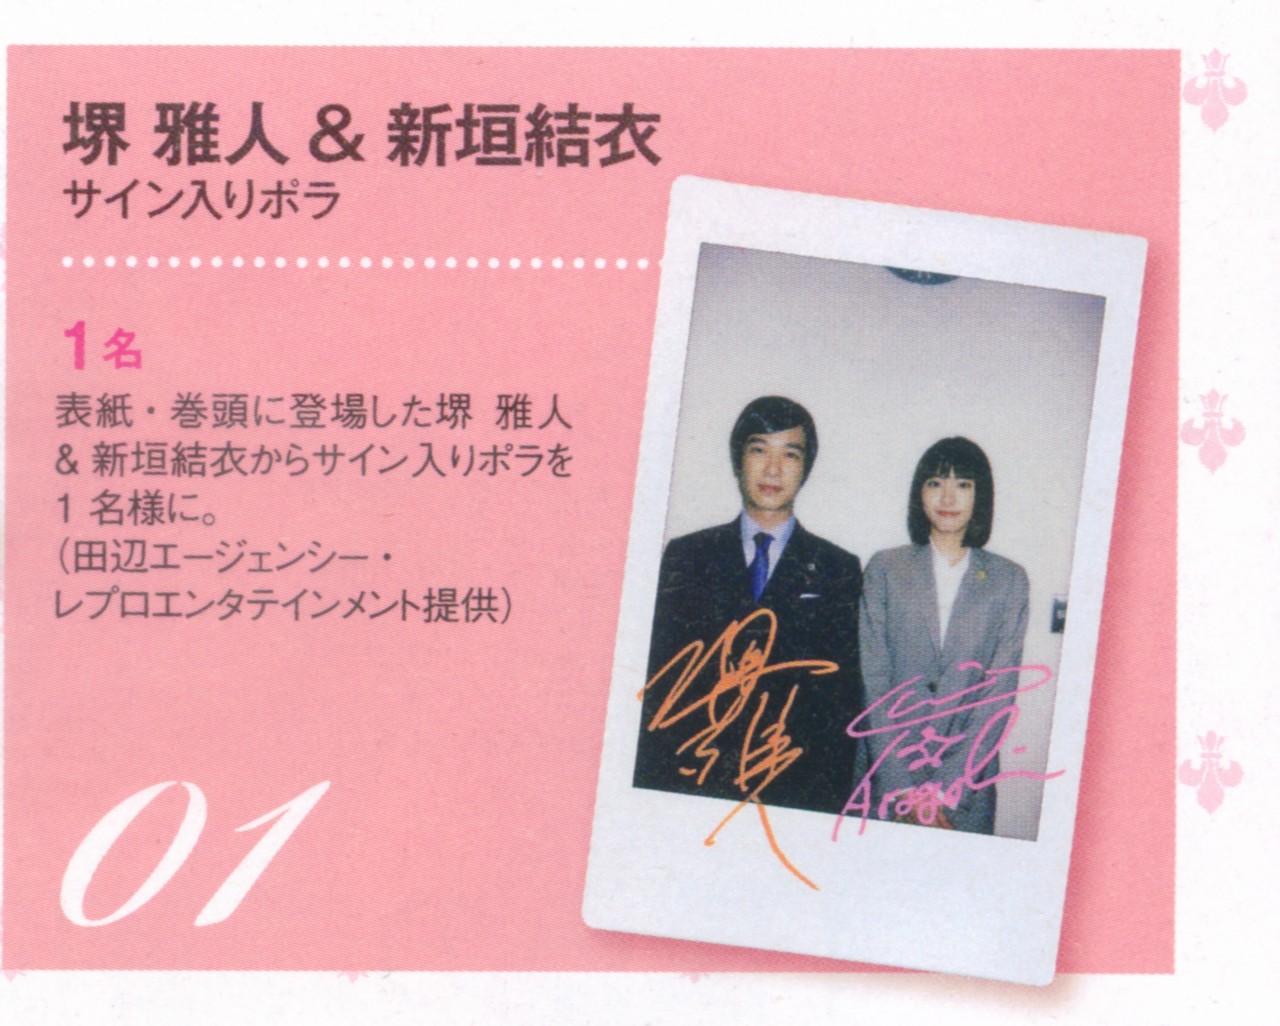 堺 雅人 & 新垣結衣
サイン入りポラ
1名
表紙・巻頭に登場した堺 雅人
& 新垣結衣からサイン入りポラを
1 名様に。
（田辺エージェンシー・
レプロエンタテインメント提供）
堺
雅人
01